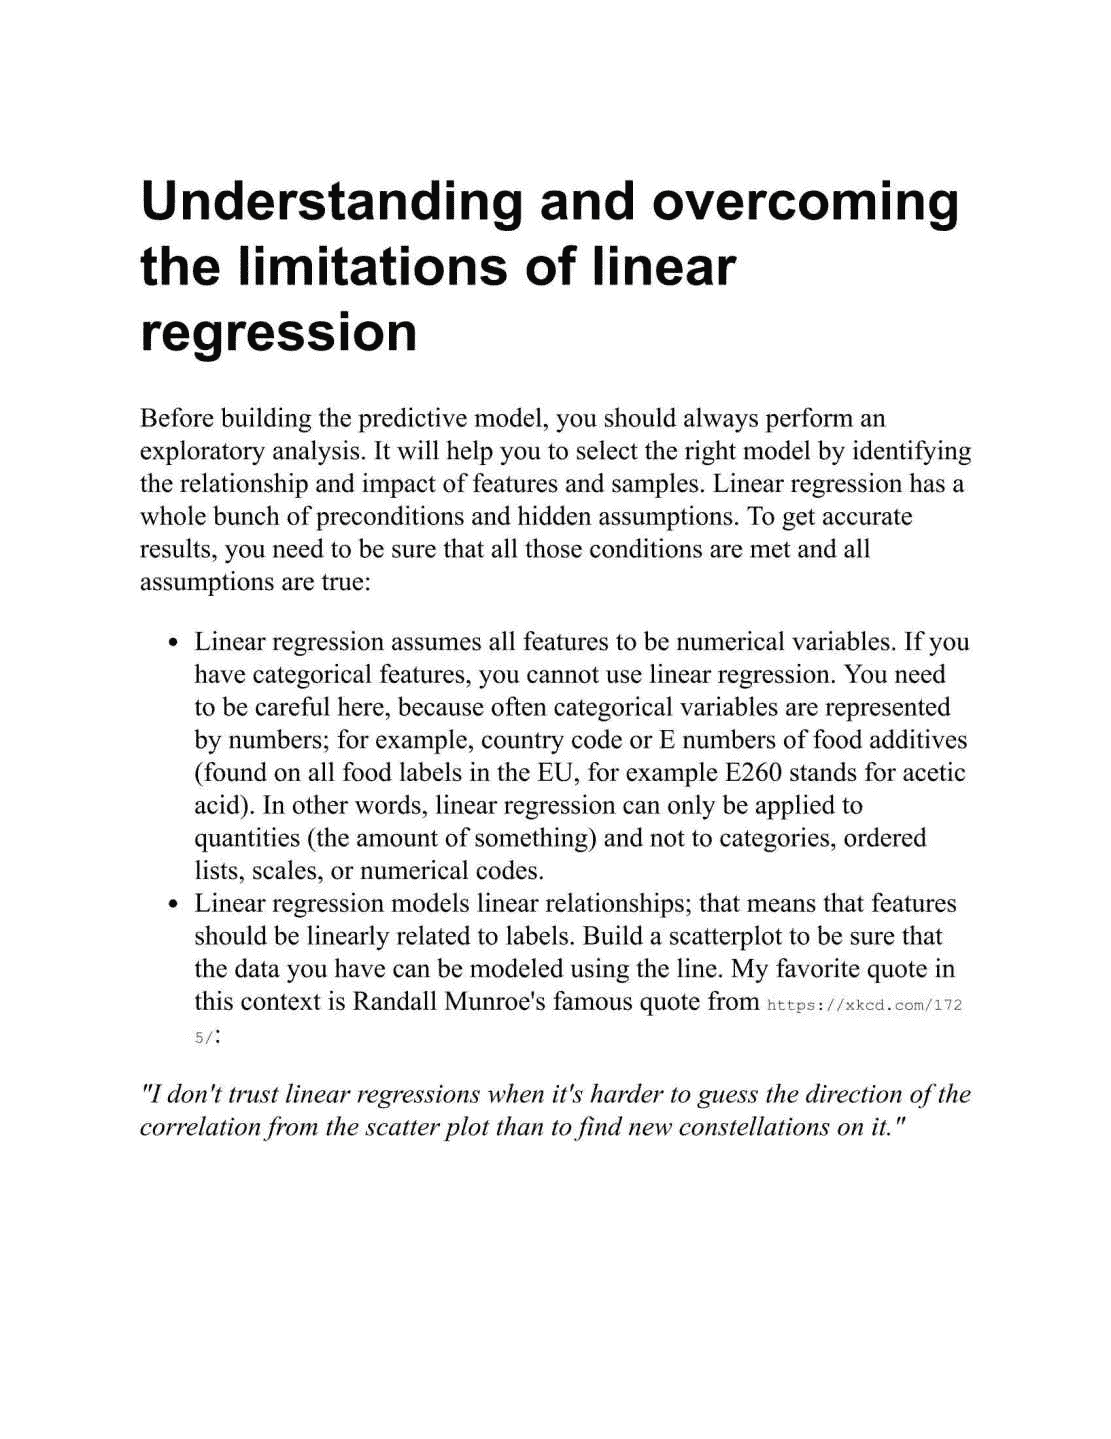 Understanding and overcoming
the limitations of linear
regression
Before building the predictive model, you should always perform an
exploratory analysis. It will help you to select the right model by identifying
the relationship and impact of features and samples. Linear regression has a
whole bunch of preconditions and hidden assumptions. To get accurate
results, you need to be sure that all those conditions are met and all
assumptions are true:
• Linear regression assumes all features to be numerical variables. If you
have categorical features, you cannot use linear regression. You need
to be careful here, because often categorical variables are represented
by numbers; for example, country code or E numbers of food additives
(found on all food labels in the EU, for example E260 stands for acetic
acid). In other words, linear regression can only be applied to
quantities (the amount of something) and not to categories, ordered
lists, scales, or numerical codes.
• Linear regression models linear relationships; that means that features
should be linearly related to labels. Build a scatterplot to be sure that
the data you have can be modeled using the line. My favorite quote in
this context is Randall Munroe's famous quote from https://xkcd.com/172
5/:
"I don't trust linear regressions when it's harder to guess the direction of the
correlation from the scatter plot than to find new constellations on it."